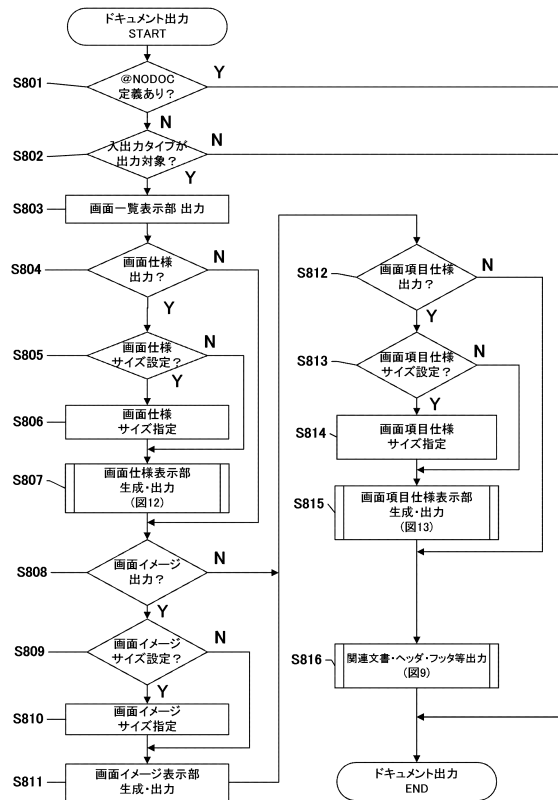 ドキュメント出力
START
S801
@NODOC
定義あり?
Y
N
S802
入出力タイプが
出力対象?
N
Y
S803
画面一覧表示部 出力
S804
画面仕様
出力?
N
Y
S805
画面仕様
サイズ設定?
N
Y
S806
画面仕様
サイズ指定
S807
画面仕様表示部
生成・出力
(図12)
S808
画面イメージ
出力?
N
Y
S809
画面イメージ
サイズ設定?
N
Y
S810
画面イメージ
サイズ指定
S811
画面イメージ表示部
生成・出力
S812
画面項目仕様
出力?
N
Y
S813
画面項目仕様
サイズ設定?
N
Y
S814
画面項目仕様
サイズ指定
S815
画面項目仕様表示部
生成・出力
(図13)
S816
関連文書・ヘッダ・フッタ等出力
(図9)
ドキュメント出力
END